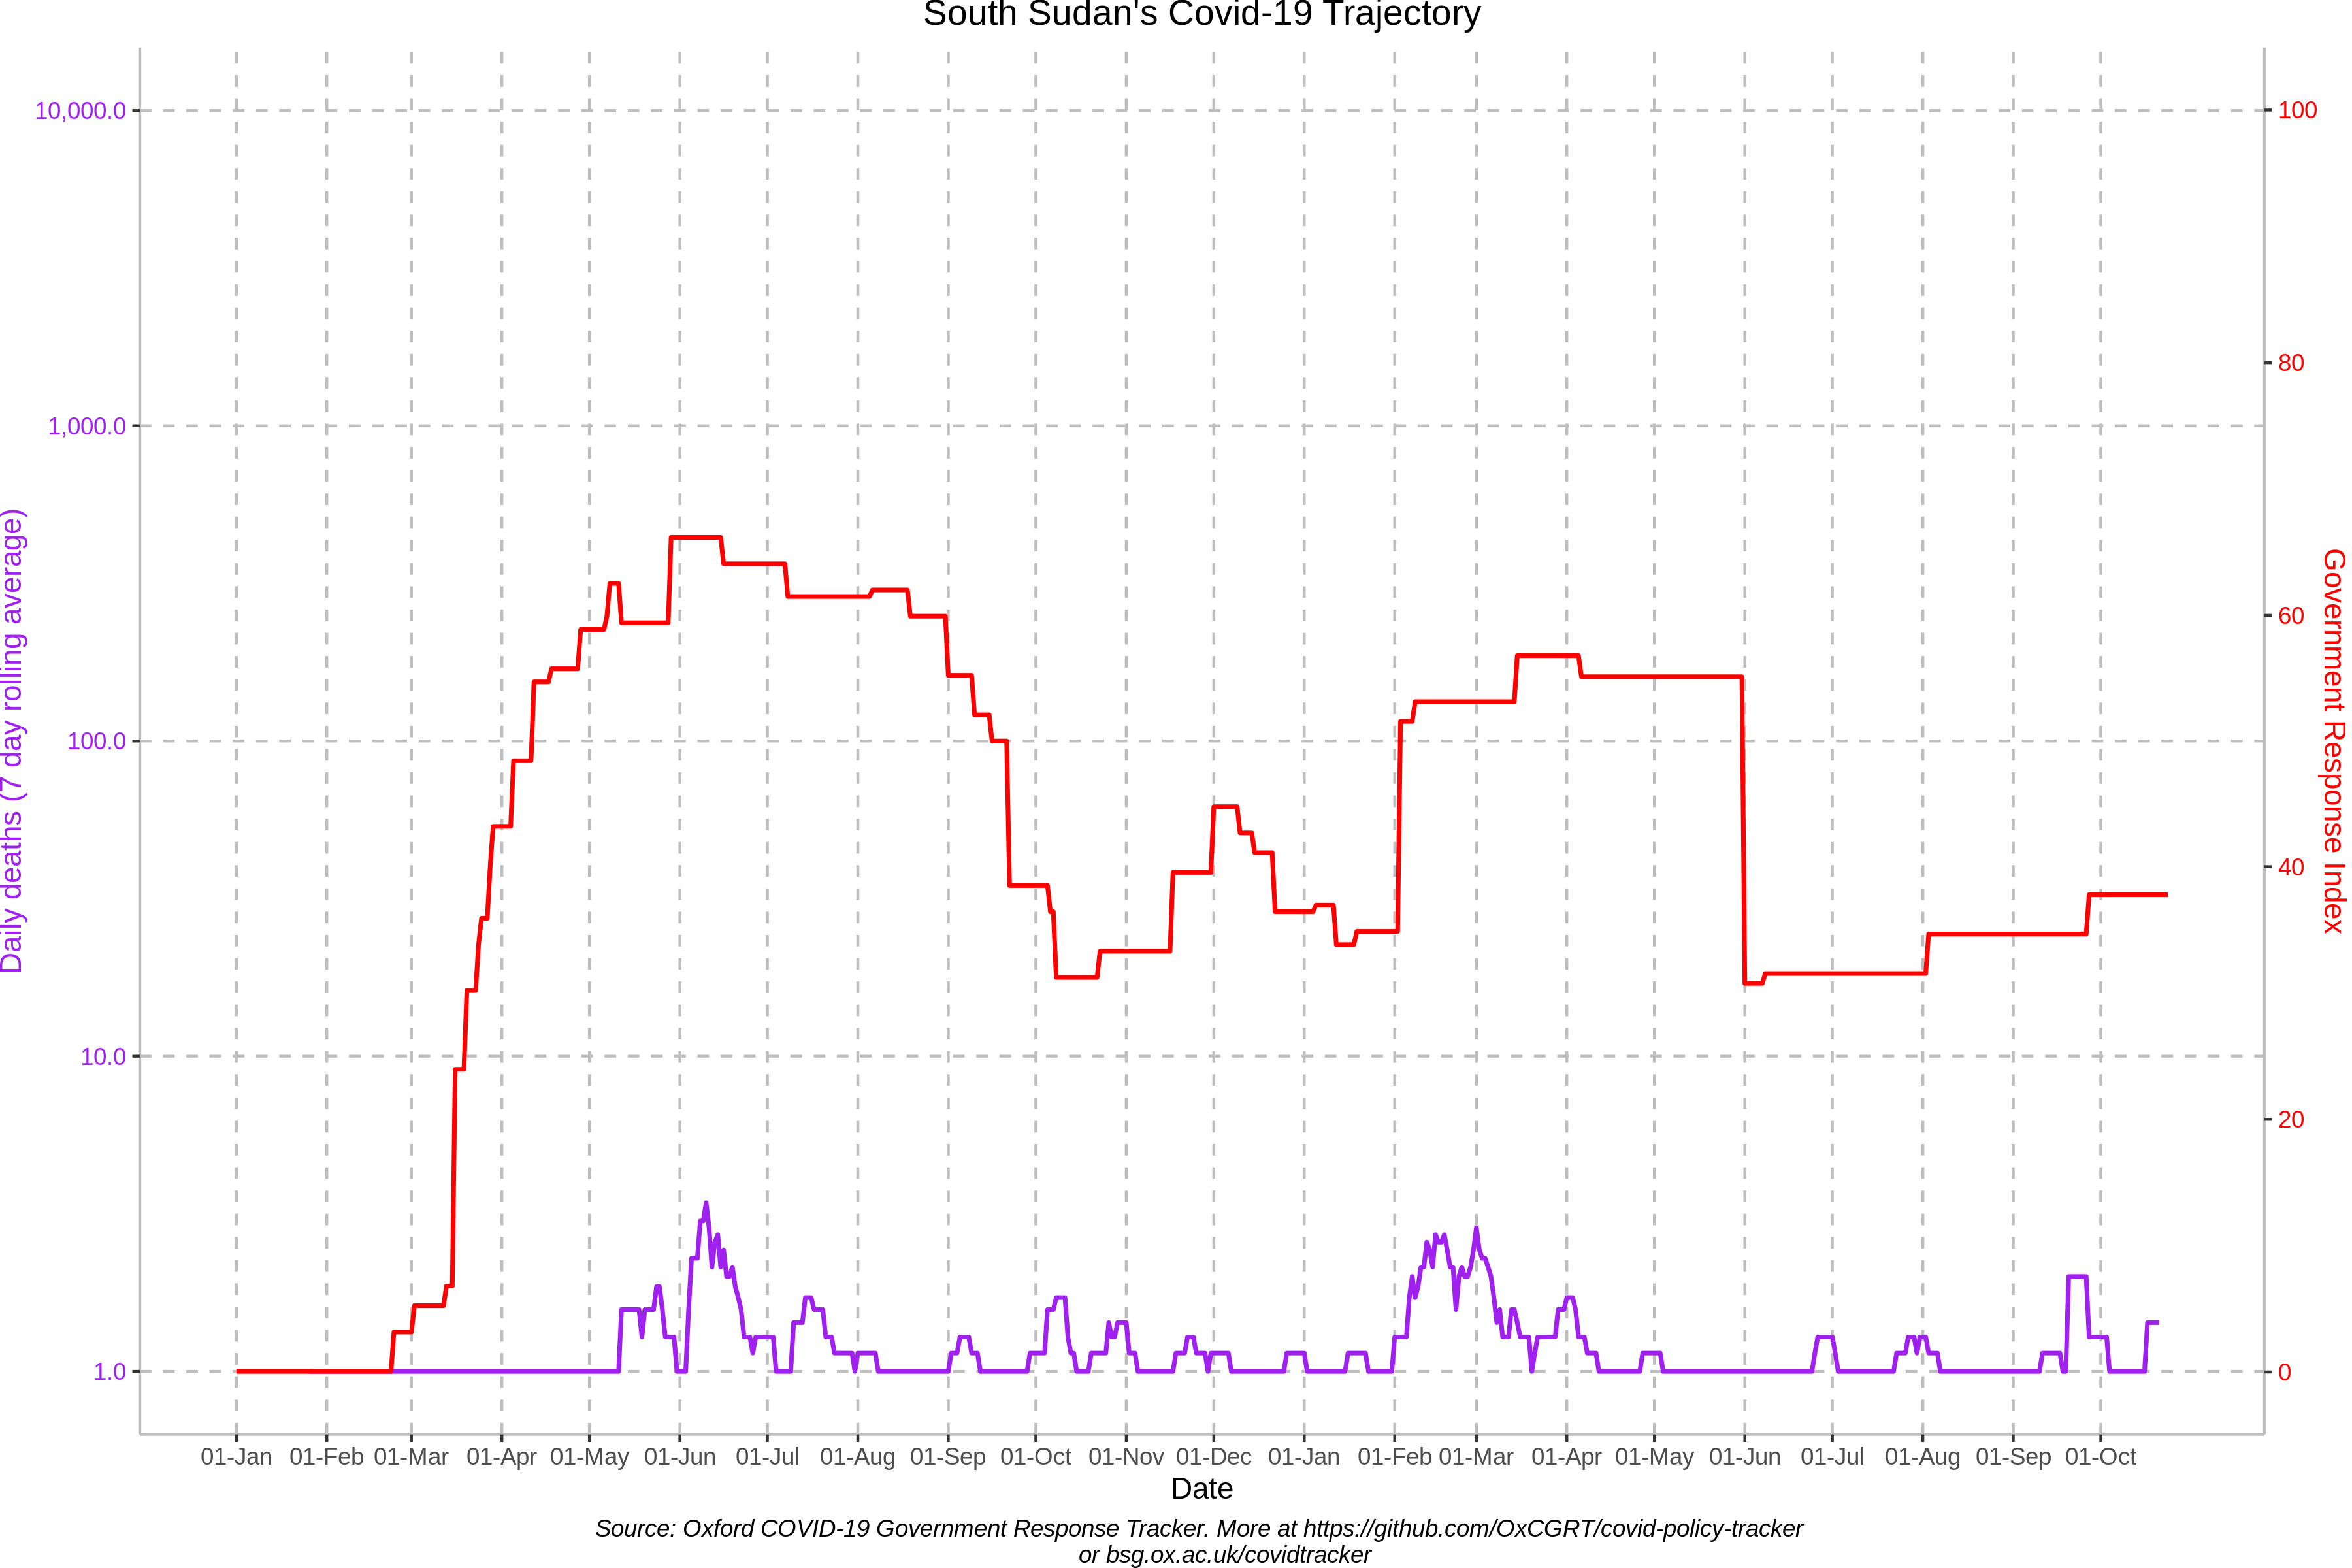 South Sudan's Covid-19 Trajectory
10,000.0
1,000.0
100.0
10.0
1.0
Daily deaths (7 day rolling average)
100
80
60
40
20
0
Government Response Index
01-Jan 01-Feb 01-Mar 01-Apr 01-May 01-Jun 01-Jul 01-Aug 01-Sep 01-Oct 01-Nov 01-Dec 01-Jan 01-Feb 01-Mar 01-Apr 01-May 01-Jun 01-Jul 01-Aug 01-Sep 01-Oct
Date
Source: Oxford COVID-19 Government Response Tracker. More at https://github.com/OxCGRT/covid-policy-tracker
or bsg.ox.ac.uk/covidtracker